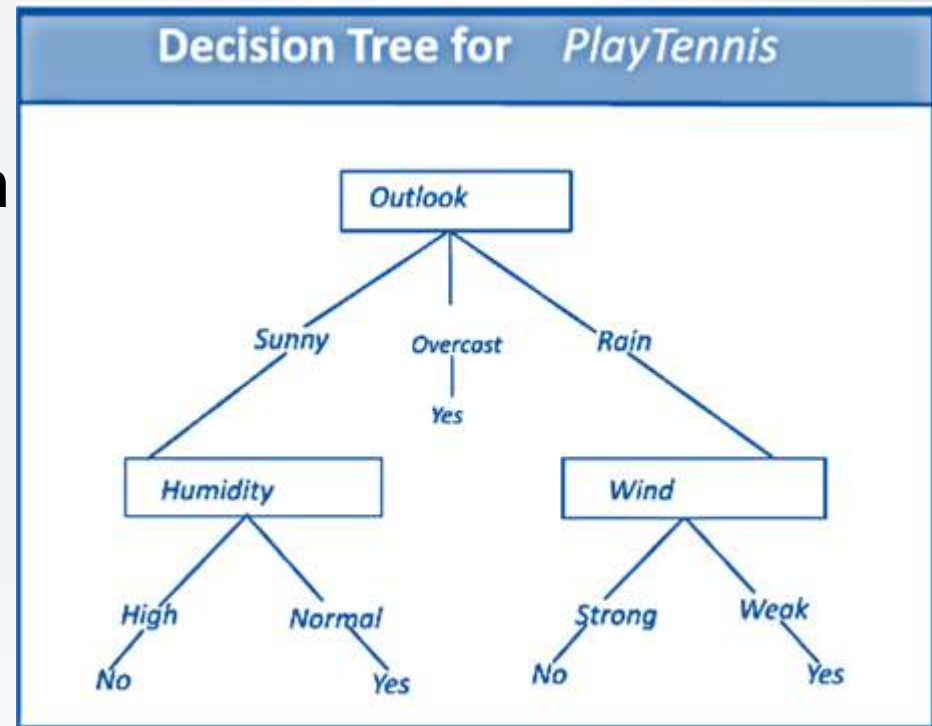 Decision Tree for PlayTennis
Outlook
Sunny Overcast Rain
Yes
Humidity Wind
High Normal Strong Weak
No Yes No Yes